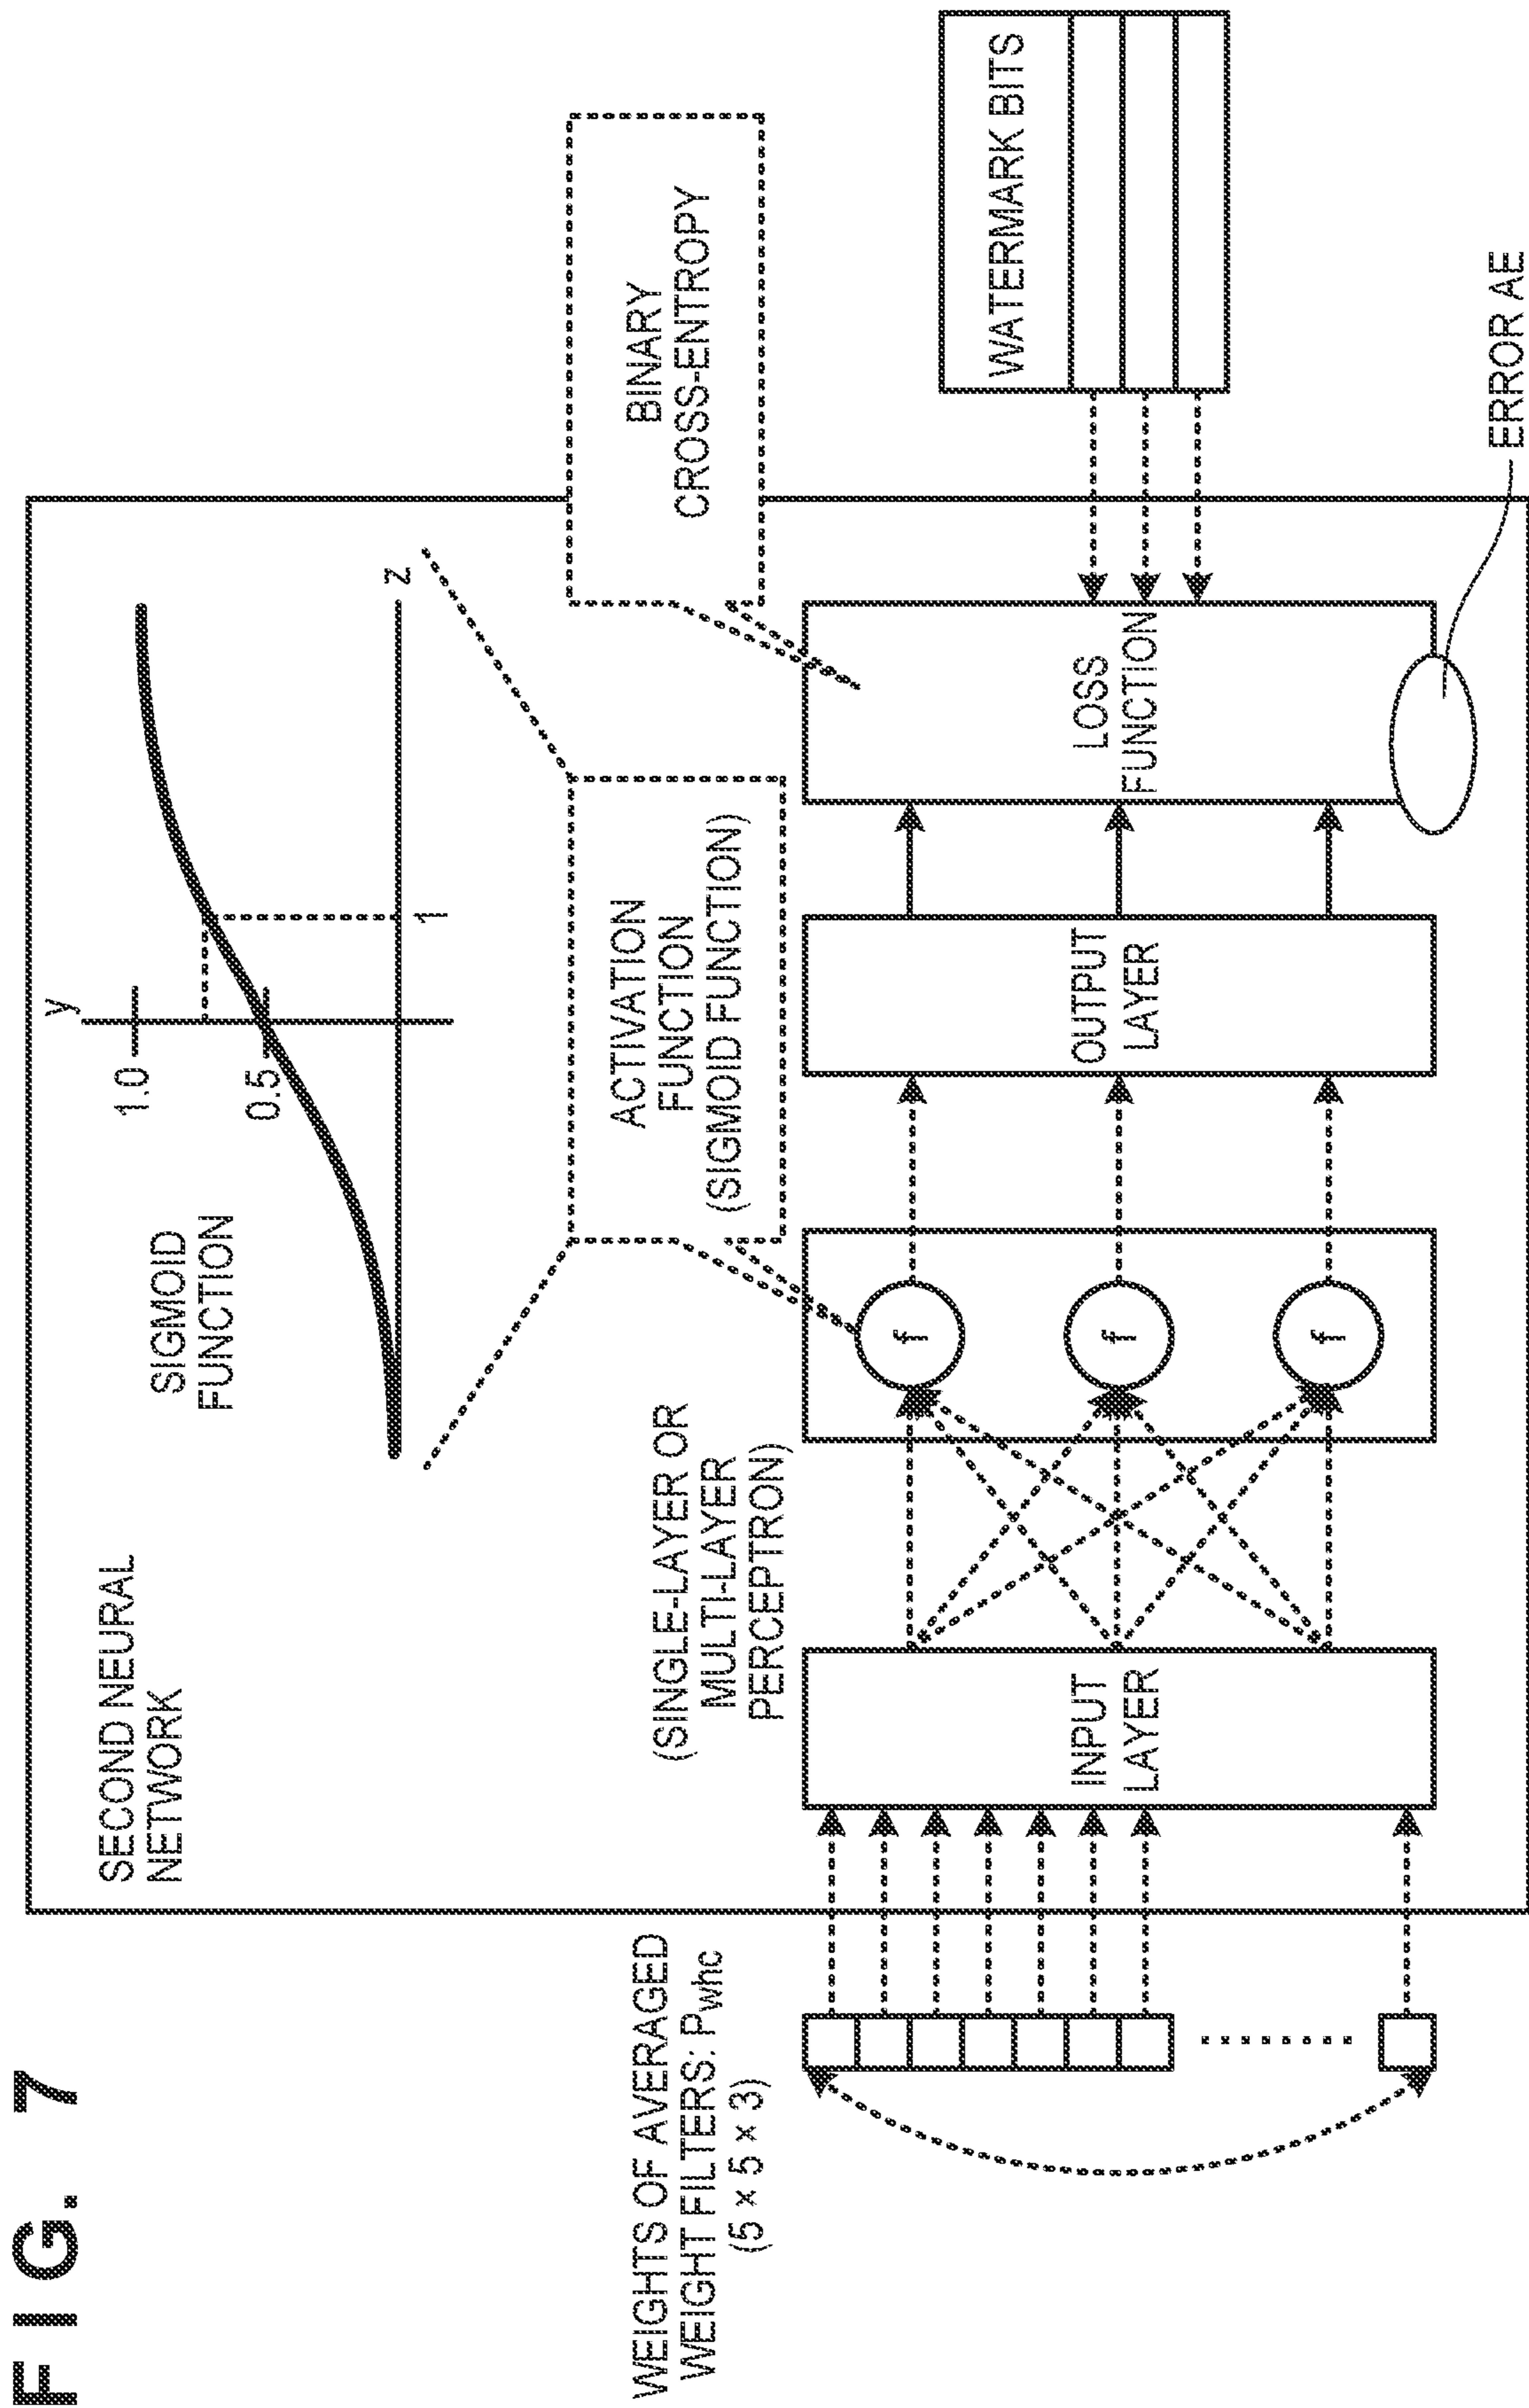 FIG. 7
SECOND NEURAL
NETWORK
SIGMOID
FUNCTION
y
1.0
0.5
1
z
WEIGHTS OF AVERAGED
WEIGHT FILTERS: Pwhc
(5 × 5 × 3)
(SINGLE-LAYER OR
MULTI-LAYER
PERCEPTRON)
ACTIVATION
FUNCTION
(SIGMOID FUNCTION)
BINARY
CROSS-ENTROPY
INPUT
LAYER
f
f
f
OUTPUT
LAYER
LOSS
FUNCTION
WATERMARK BITS
ERROR AE